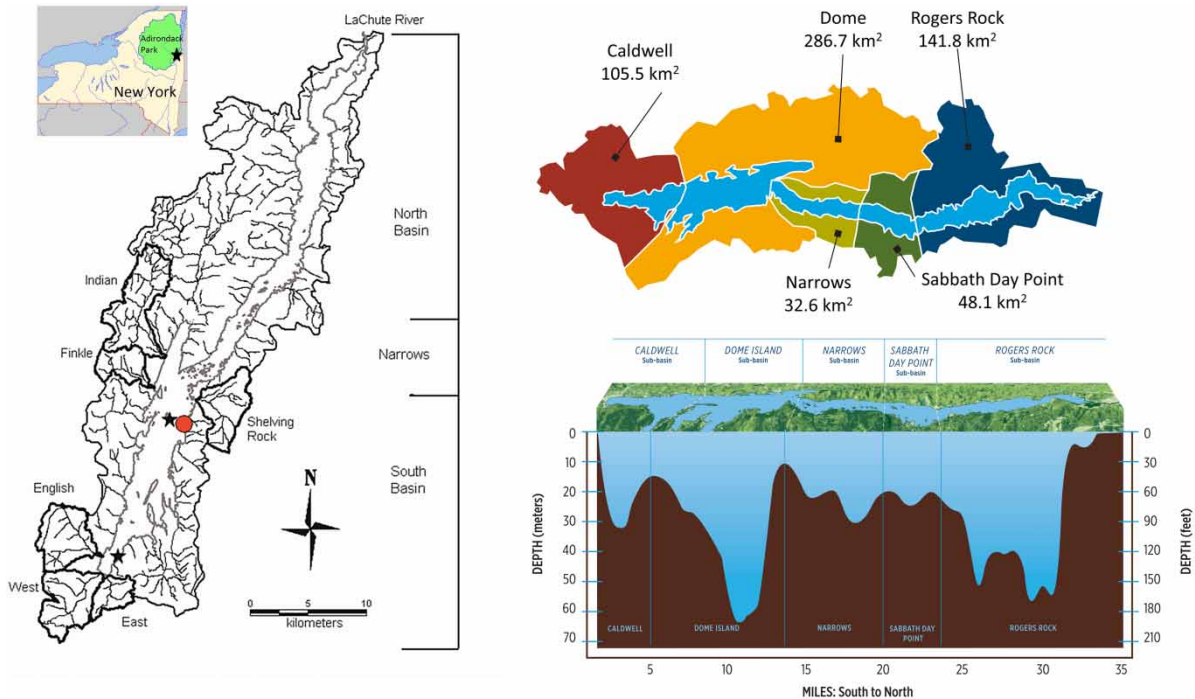 Adirondack
Park
New York
LaChute River
North
Basin
Indian
Finkle
Narrows
Shelving
Rock
South
Basin
English
West
East
N
0 5 10
kilometers
Caldwell
105.5 km²
Dome
286.7 km²
Rogers Rock
141.8 km²
Narrows
32.6 km²
Sabbath Day Point
48.1 km²
CALDWELL
Sub-basin
DOME ISLAND
Sub-basin
NARROWS
Sub-basin
SABBATH
DAY POINT
Sub-basin
ROGERS ROCK
Sub-basin
0
10
20
30
40
50
60
70
DEPTH (meters)
0
30
60
90
120
150
180
210
DEPTH (feet)
CALDWELL
DOME ISLAND
NARROWS
SABBATH DAY
POINT
ROGERS ROCK
5 10 15 20 25 30 35
MILES: South to North